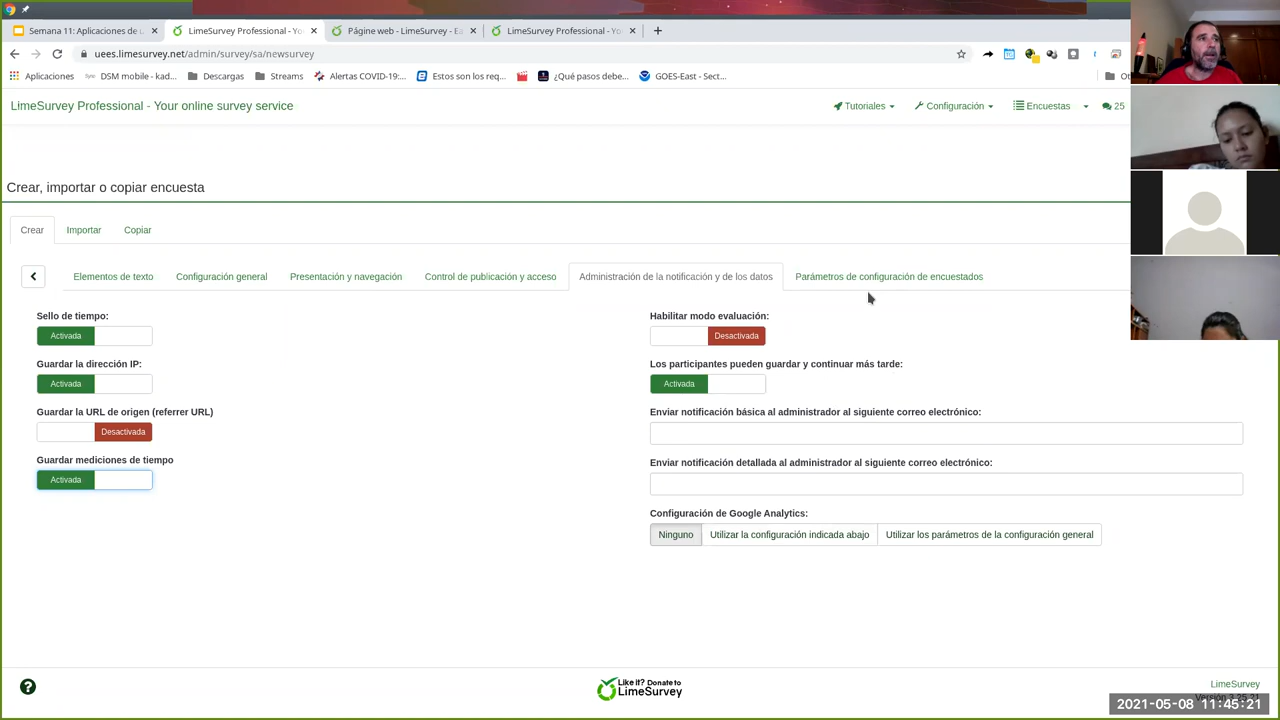 Semana 11: Aplicaciones de u
LimeSurvey Professional - Yo
Página web - LimeSurvey - Ea
LimeSurvey Professional - Yo
uees.limesurvey.net/admin/survey/sa/newsurvey
Aplicaciones
DSM mobile - kad...
Descargas
Streams
Alertas COVID-19:...
Estos son los req...
¿Qué pasos debe...
GOES-East - Sect...
LimeSurvey Professional - Your online survey service
Tutoriales
Configuración
Encuestas
25
Crear, importar o copiar encuesta
Crear
Importar
Copiar
Elementos de texto
Configuración general
Presentación y navegación
Control de publicación y acceso
Administración de la notificación y de los datos
Parámetros de configuración de encuestados
Sello de tiempo:
Activada
Guardar la dirección IP:
Activada
Guardar la URL de origen (referrer URL)
Desactivada
Guardar mediciones de tiempo
Activada
Habilitar modo evaluación:
Desactivada
Los participantes pueden guardar y continuar más tarde:
Activada
Enviar notificación básica al administrador al siguiente correo electrónico:
Enviar notificación detallada al administrador al siguiente correo electrónico:
Configuración de Google Analytics:
Ninguno
Utilizar la configuración indicada abajo
Utilizar los parámetros de la configuración general
Like it? Donate to
LimeSurvey
LimeSurvey
2021-05-08 11:45:21